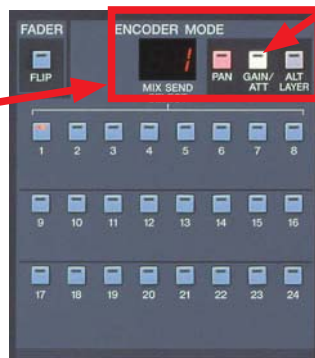 FADER ENCODER MODE
FLIP
1
PAN GAIN/ATT ALT LAYER
MIX SEND
1 2 3 4 5 6 7 8
9 10 11 12 13 14 15 16
17 18 19 20 21 22 23 24